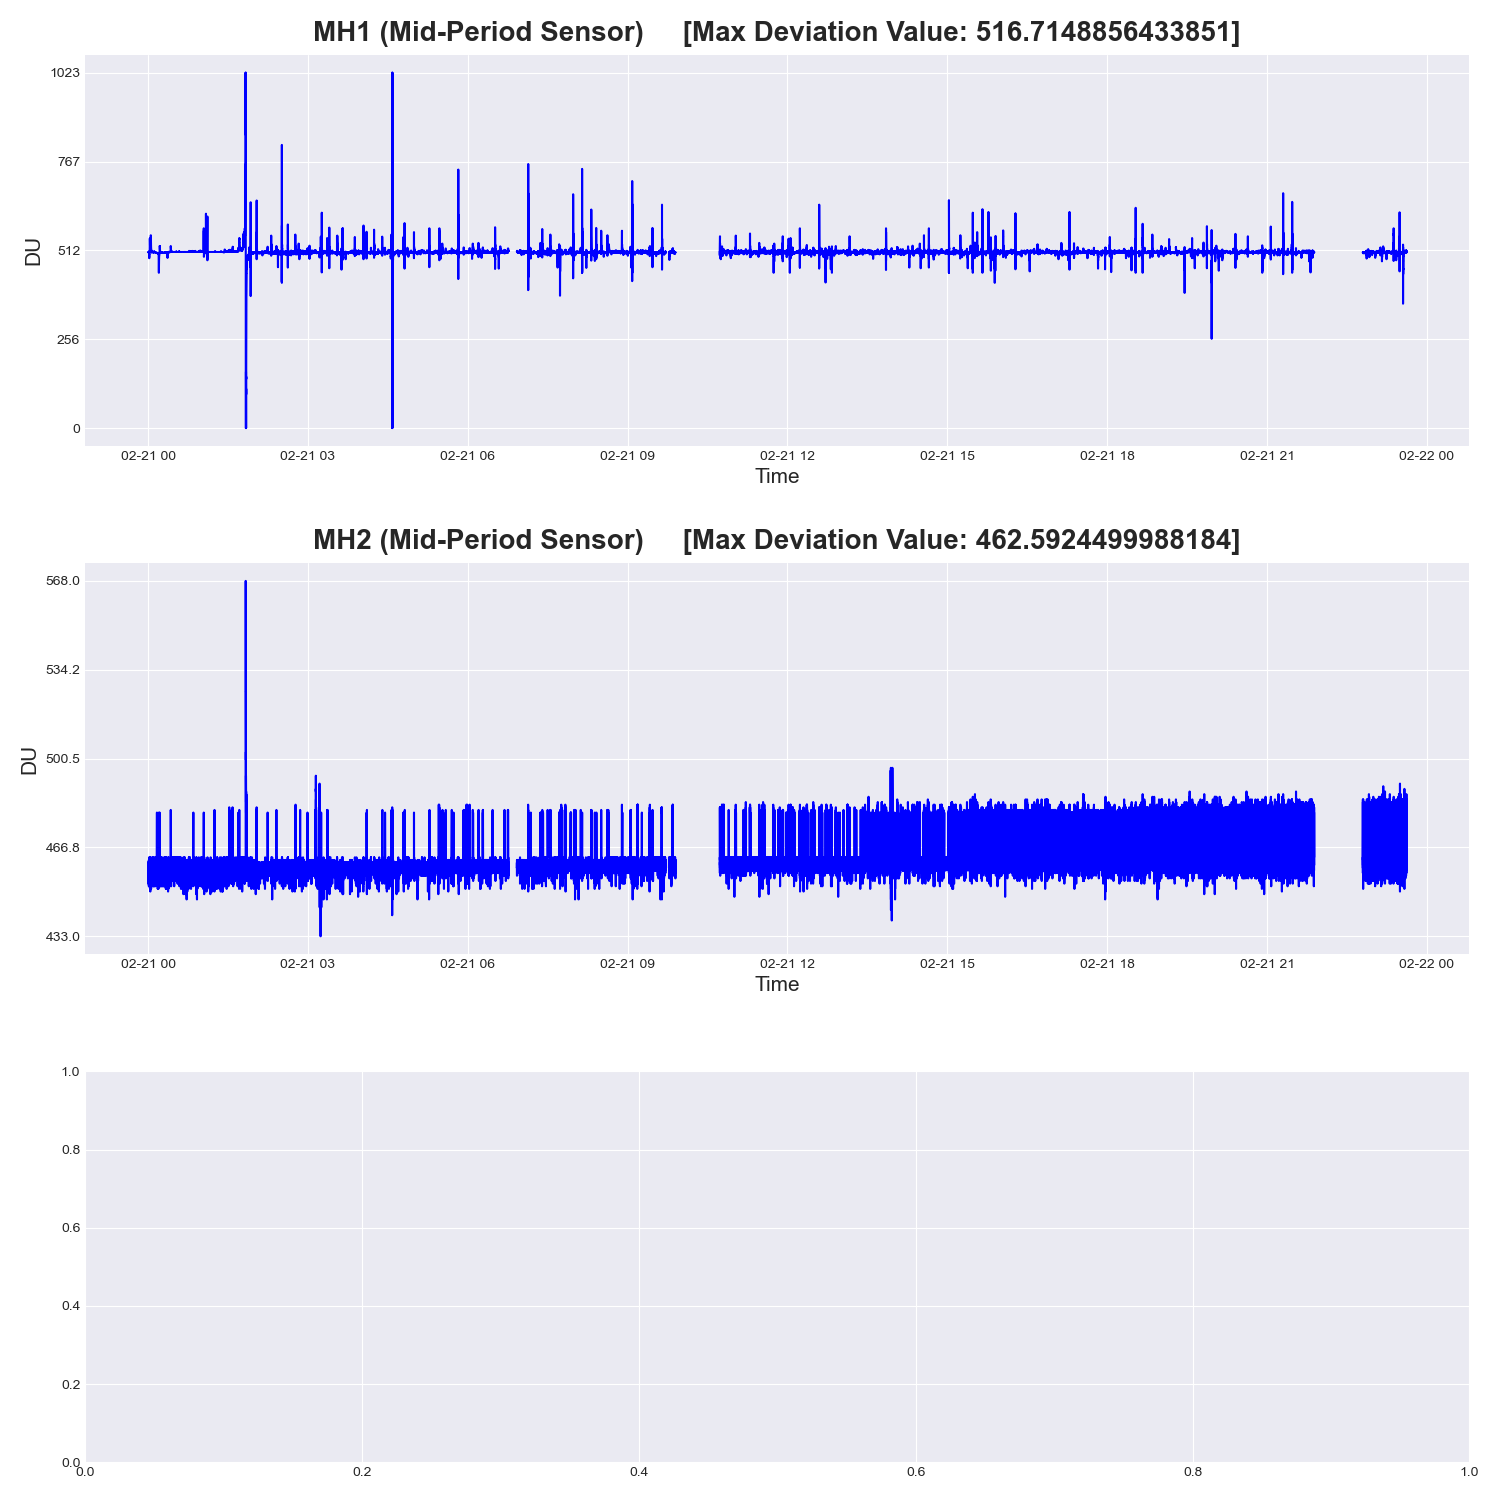 MH1 (Mid-Period Sensor) [Max Deviation Value: 516.7148856433851]
1023
767
512
256
0
DU
02-21 00 02-21 03 02-21 06 02-21 09 02-21 12 02-21 15 02-21 18 02-21 21 02-22 00
Time
MH2 (Mid-Period Sensor) [Max Deviation Value: 462.5924499988184]
568.0
534.2
500.5
466.8
433.0
DU
02-21 00 02-21 03 02-21 06 02-21 09 02-21 12 02-21 15 02-21 18 02-21 21 02-22 00
Time
1.0
0.8
0.6
0.4
0.2
0.0
0.0 0.2 0.4 0.6 0.8 1.0